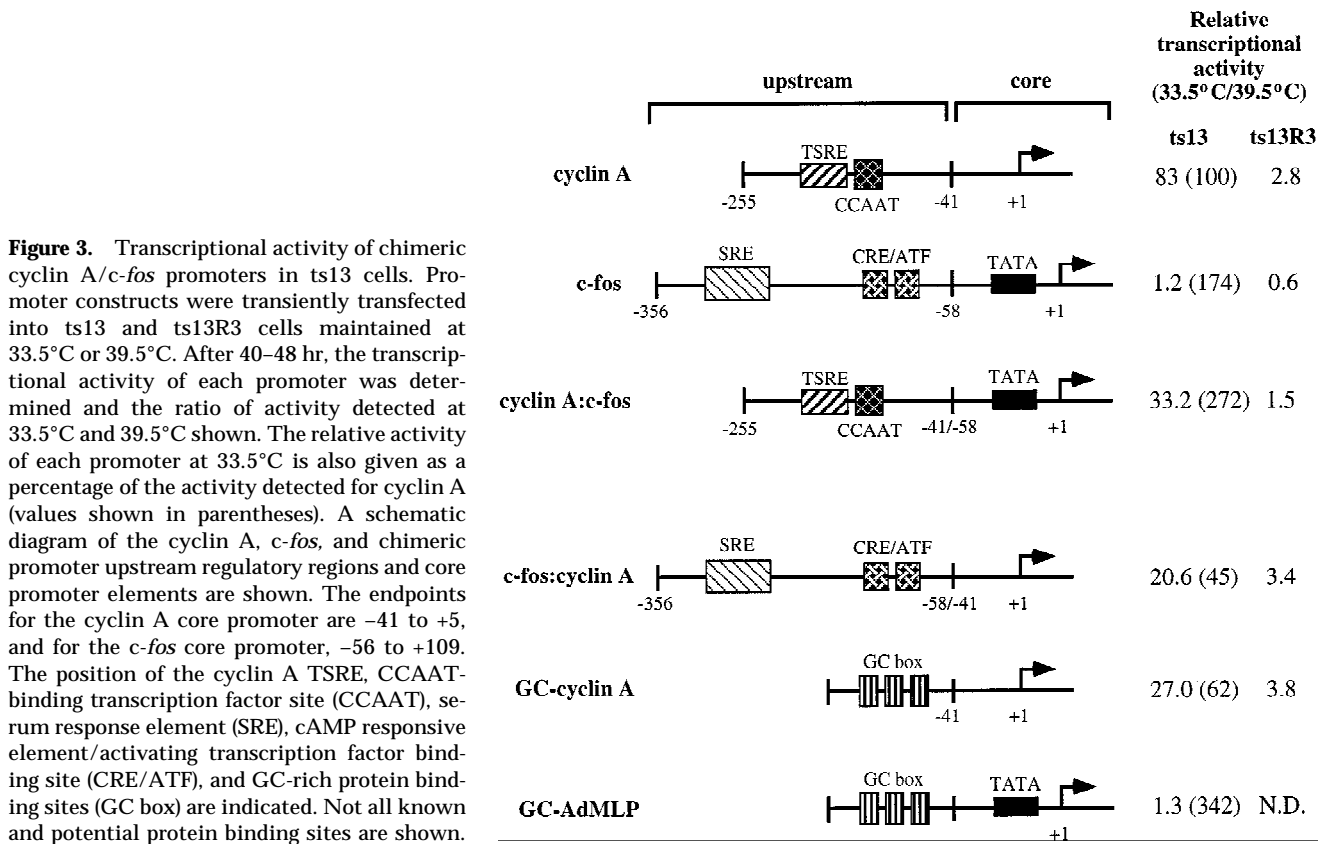 Figure 3. Transcriptional activity of chimeric
cyclin A/c-fos promoters in ts13 cells. Pro-
moter constructs were transiently transfected
into ts13 and ts13R3 cells maintained at
33.5°C or 39.5°C. After 40–48 hr, the transcrip-
tional activity of each promoter was deter-
mined and the ratio of activity detected at
33.5°C and 39.5°C shown. The relative activity
of each promoter at 33.5°C is also given as a
percentage of the activity detected for cyclin A
(values shown in parentheses). A schematic
diagram of the cyclin A, c-fos, and chimeric
promoter upstream regulatory regions and core
promoter elements are shown. The endpoints
for the cyclin A core promoter are –41 to +5,
and for the c-fos core promoter, –56 to +109.
The position of the cyclin A TSRE, CCAAT-
binding transcription factor site (CCAAT), se-
rum response element (SRE), cAMP responsive
element/activating transcription factor bind-
ing site (CRE/ATF), and GC-rich protein bind-
ing sites (GC box) are indicated. Not all known
and potential protein binding sites are shown.
Relative
transcriptional
activity
(33.5°C/39.5°C)
upstream core
ts13 ts13R3
TSRE
cyclin A 83 (100) 2.8
-255 CCAAT -41 +1
SRE CRE/ATF TATA
c-fos 1.2 (174) 0.6
-356 -58 +1
TSRE TATA
cyclin A:c-fos 33.2 (272) 1.5
-255 CCAAT -41/-58 +1
SRE CRE/ATF
c-fos:cyclin A 20.6 (45) 3.4
-356 -58/-41 +1
GC box
GC-cyclin A 27.0 (62) 3.8
-41 +1
GC box TATA
GC-AdMLP 1.3 (342) N.D.
+1